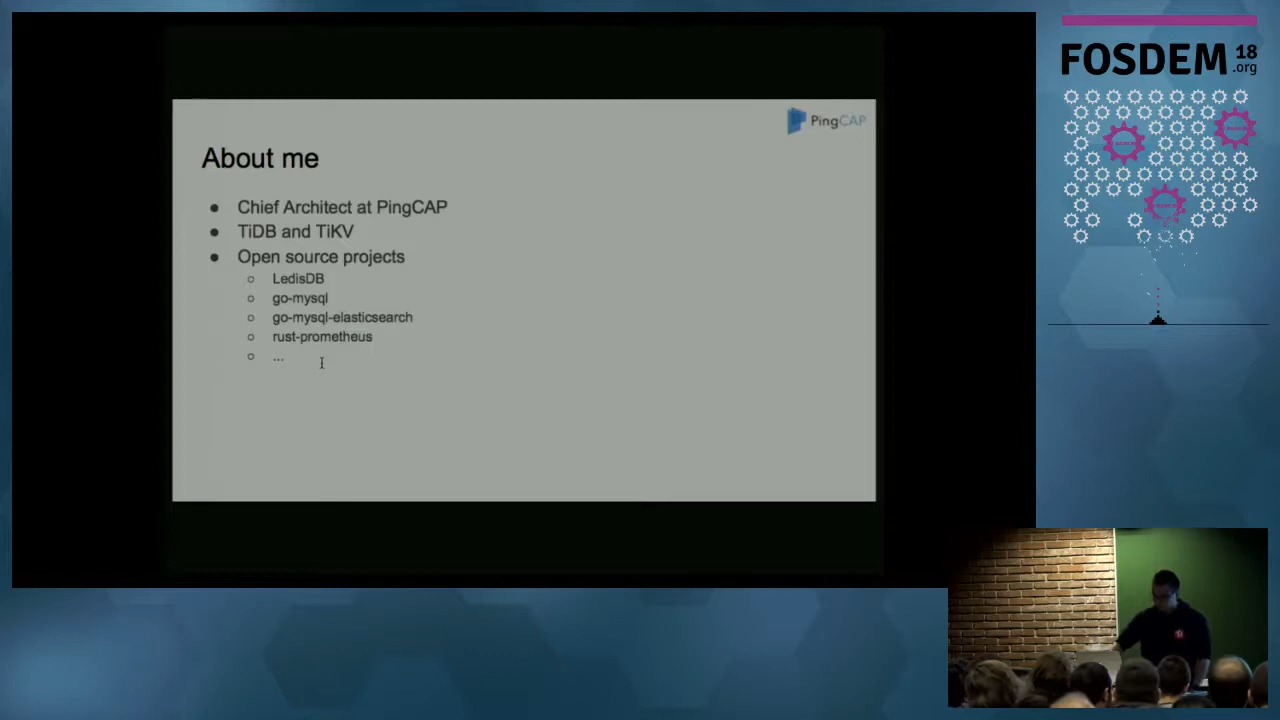 PingCAP
About me
● Chief Architect at PingCAP
● TiDB and TiKV
● Open source projects
○ LedisDB
○ go-mysql
○ go-mysql-elasticsearch
○ rust-prometheus
○ ...
FOSDEM 18
.org